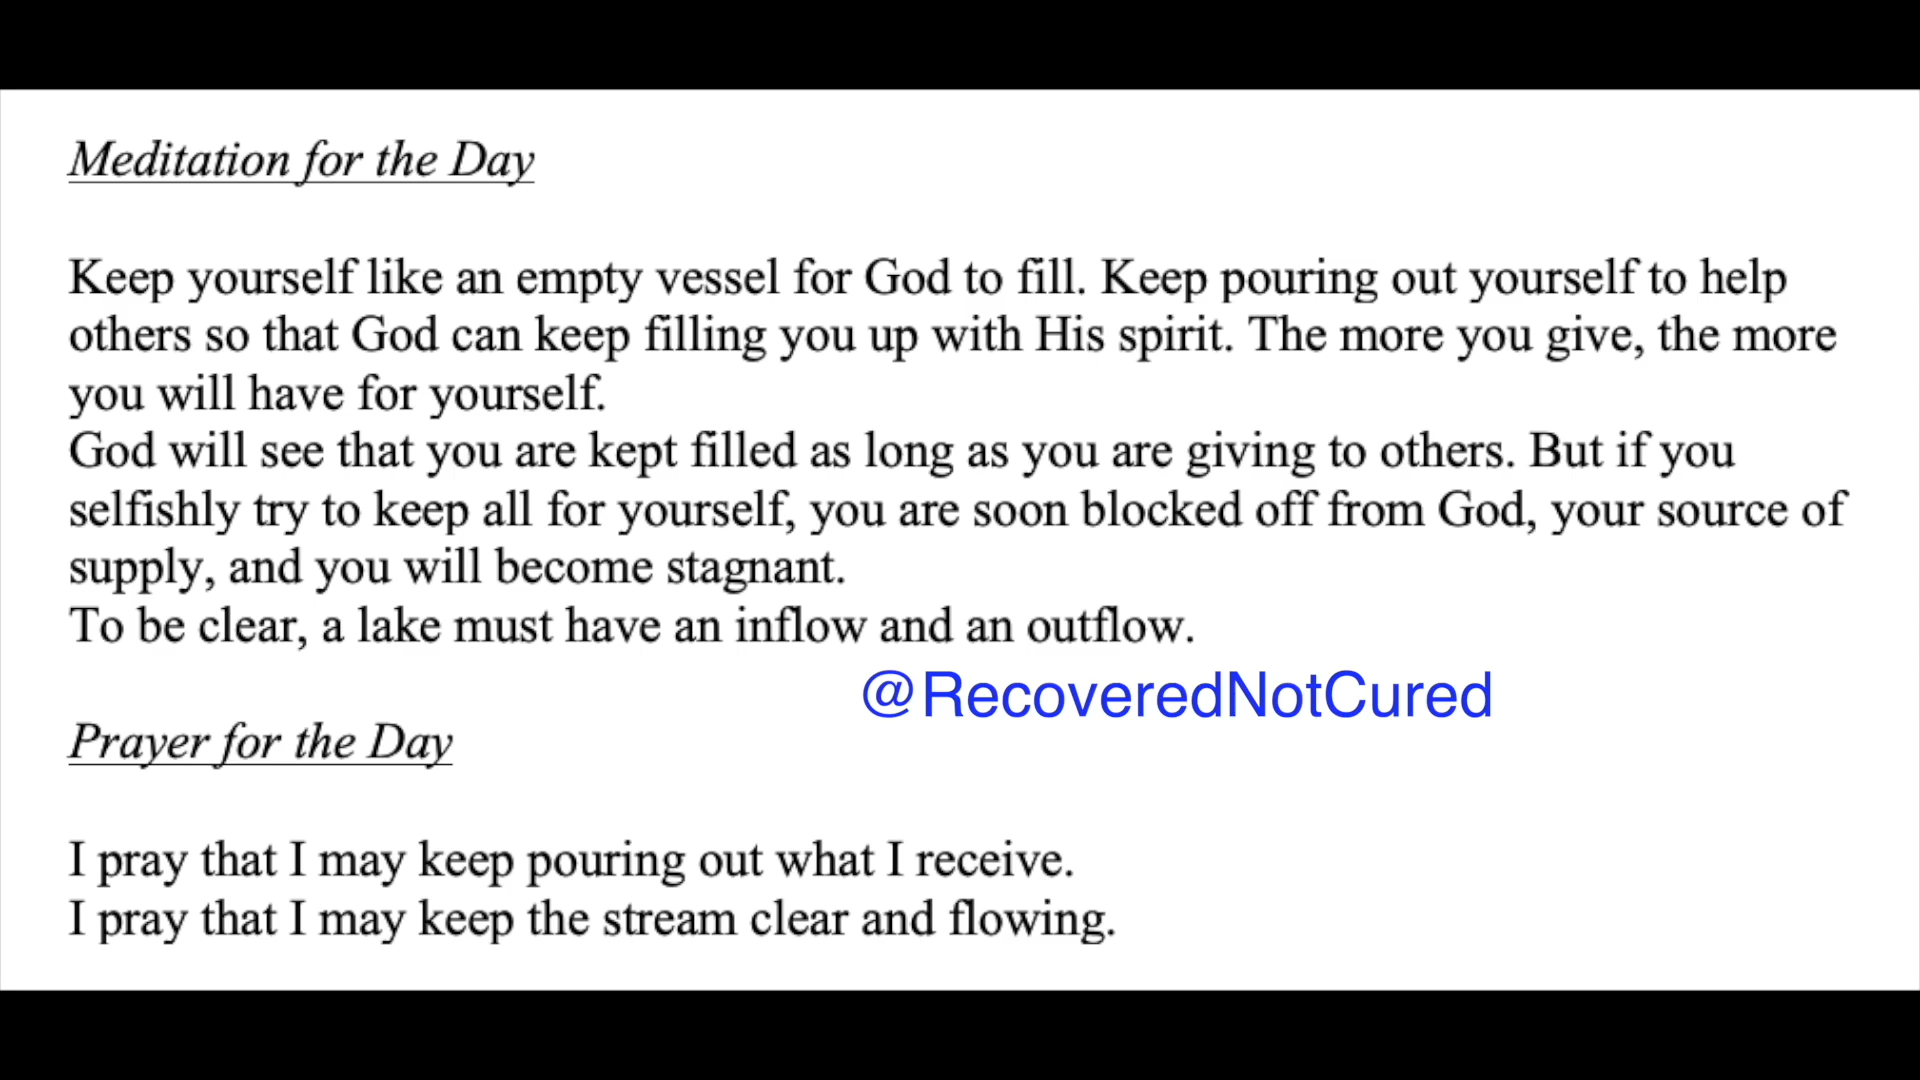 Meditation for the Day
Keep yourself like an empty vessel for God to fill. Keep pouring out yourself to help
others so that God can keep filling you up with His spirit. The more you give, the more
you will have for yourself.
God will see that you are kept filled as long as you are giving to others. But if you
selfishly try to keep all for yourself, you are soon blocked off from God, your source of
supply, and you will become stagnant.
To be clear, a lake must have an inflow and an outflow.
@RecoveredNotCured
Prayer for the Day
I pray that I may keep pouring out what I receive.
I pray that I may keep the stream clear and flowing.